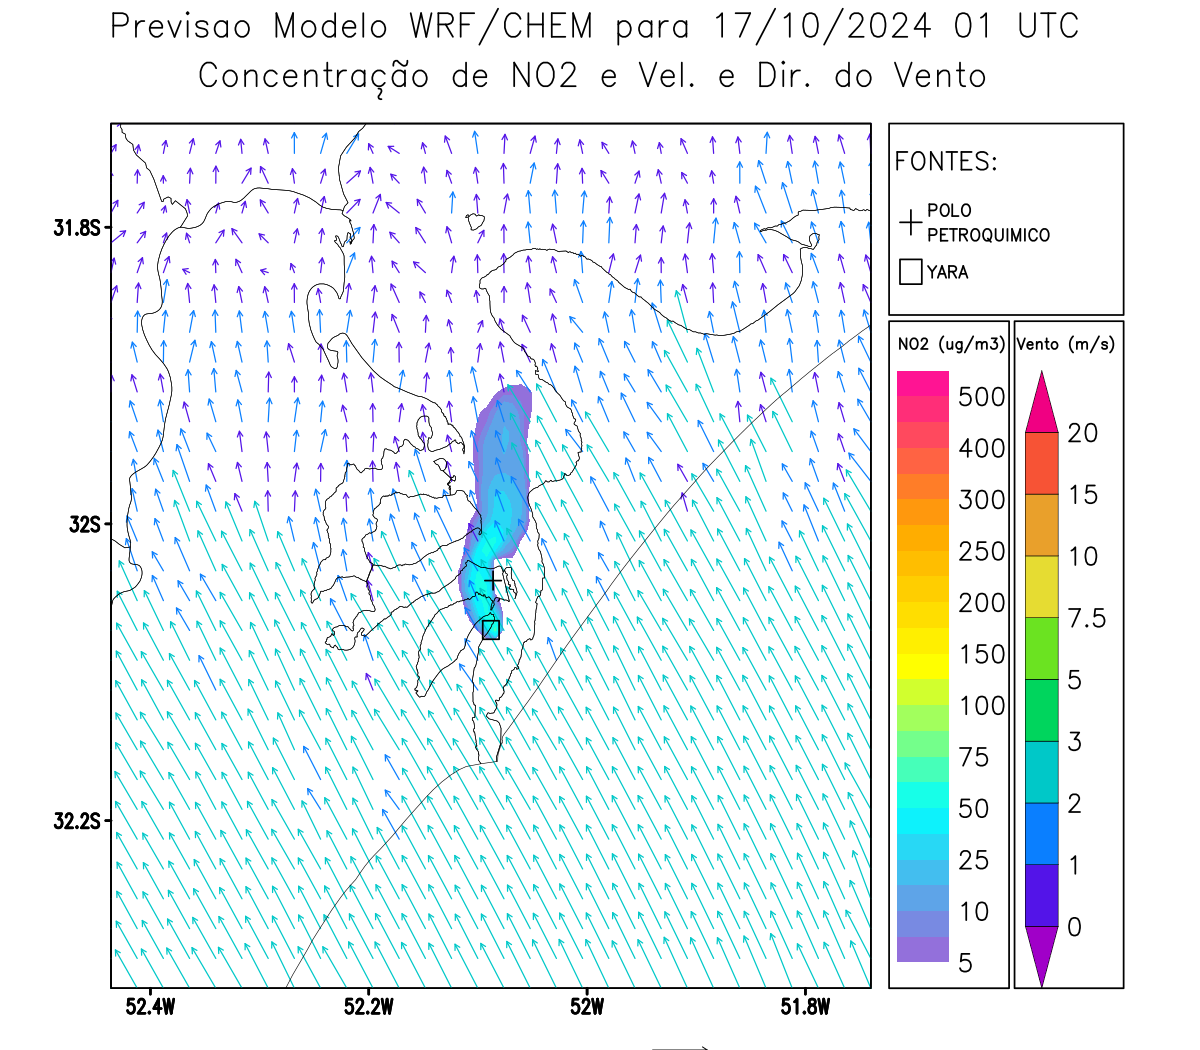 Previsao Modelo WRF/CHEM para 17/10/2024 01 UTC
Concentração de NO2 e Vel. e Dir. do Vento
FONTES:
POLO
PETROQUIMICO
YARA
31.8S
32S
32.2S
52.4W
52.2W
52W
51.8W
NO2 (ug/m3)
500
400
300
250
200
150
100
75
50
25
10
5
Vento (m/s)
20
15
10
7.5
5
3
2
1
0